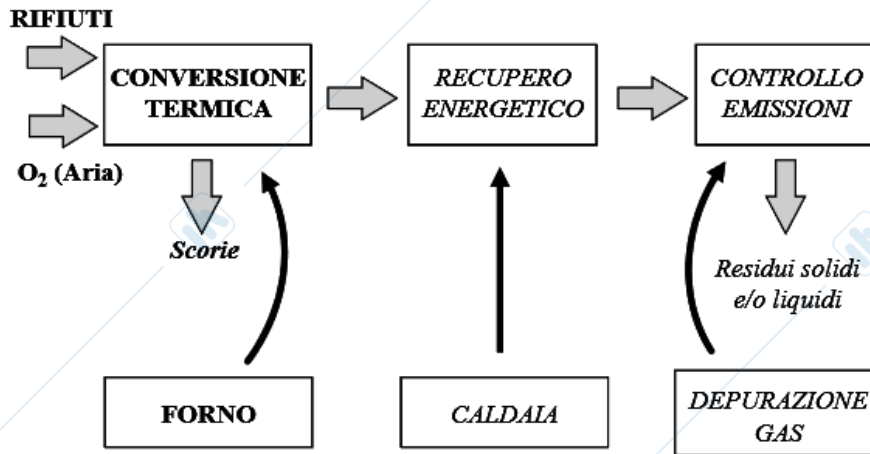 RIFIUTI
CONVERSIONE
TERMICA
RECUPERO
ENERGETICO
CONTROLLO
EMISSIONI
O₂ (Aria)
Scorie
Residui solidi
e/o liquidi
FORNO
CALDAIA
DEPURAZIONE
GAS